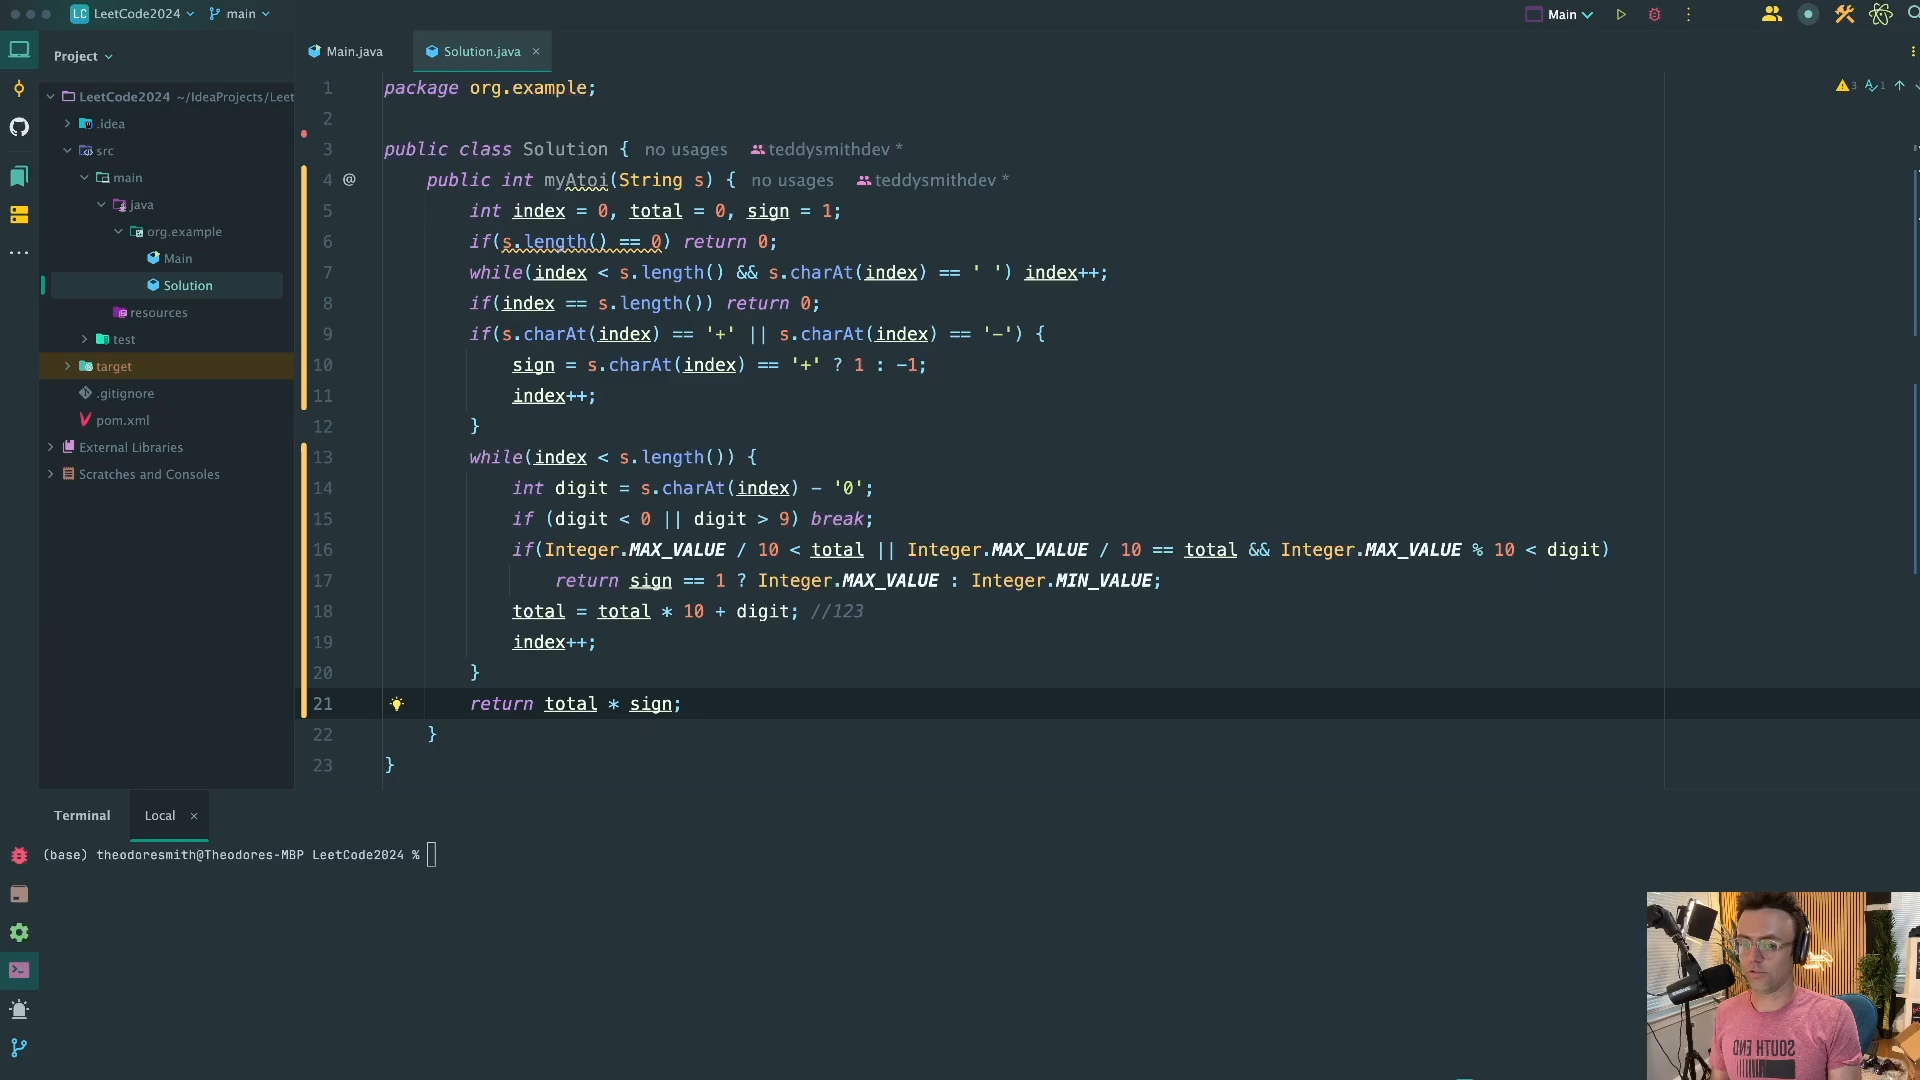 LC LeetCode2024 main
Main
Project
Main.java
Solution.java ×
LeetCode2024 ~/IdeaProjects/Leet
.idea
src
main
java
org.example
Main
Solution
resources
test
target
.gitignore
pom.xml
External Libraries
Scratches and Consoles
3 1
1 package org.example;
2
3 public class Solution { no usages teddysmithdev *
4 @ public int myAtoi(String s) { no usages teddysmithdev *
5 int index = 0, total = 0, sign = 1;
6 if(s.length() == 0) return 0;
7 while(index < s.length() && s.charAt(index) == ' ') index++;
8 if(index == s.length()) return 0;
9 if(s.charAt(index) == '+' || s.charAt(index) == '-') {
10 sign = s.charAt(index) == '+' ? 1 : -1;
11 index++;
12 }
13 while(index < s.length()) {
14 int digit = s.charAt(index) - '0';
15 if (digit < 0 || digit > 9) break;
16 if(Integer.MAX_VALUE / 10 < total || Integer.MAX_VALUE / 10 == total && Integer.MAX_VALUE % 10 < digit)
17 return sign == 1 ? Integer.MAX_VALUE : Integer.MIN_VALUE;
18 total = total * 10 + digit; //123
19 index++;
20 }
21 return total * sign;
22 }
23 }
Terminal Local ×
(base) theodoresmith@Theodores-MBP LeetCode2024 %
SOUTH END